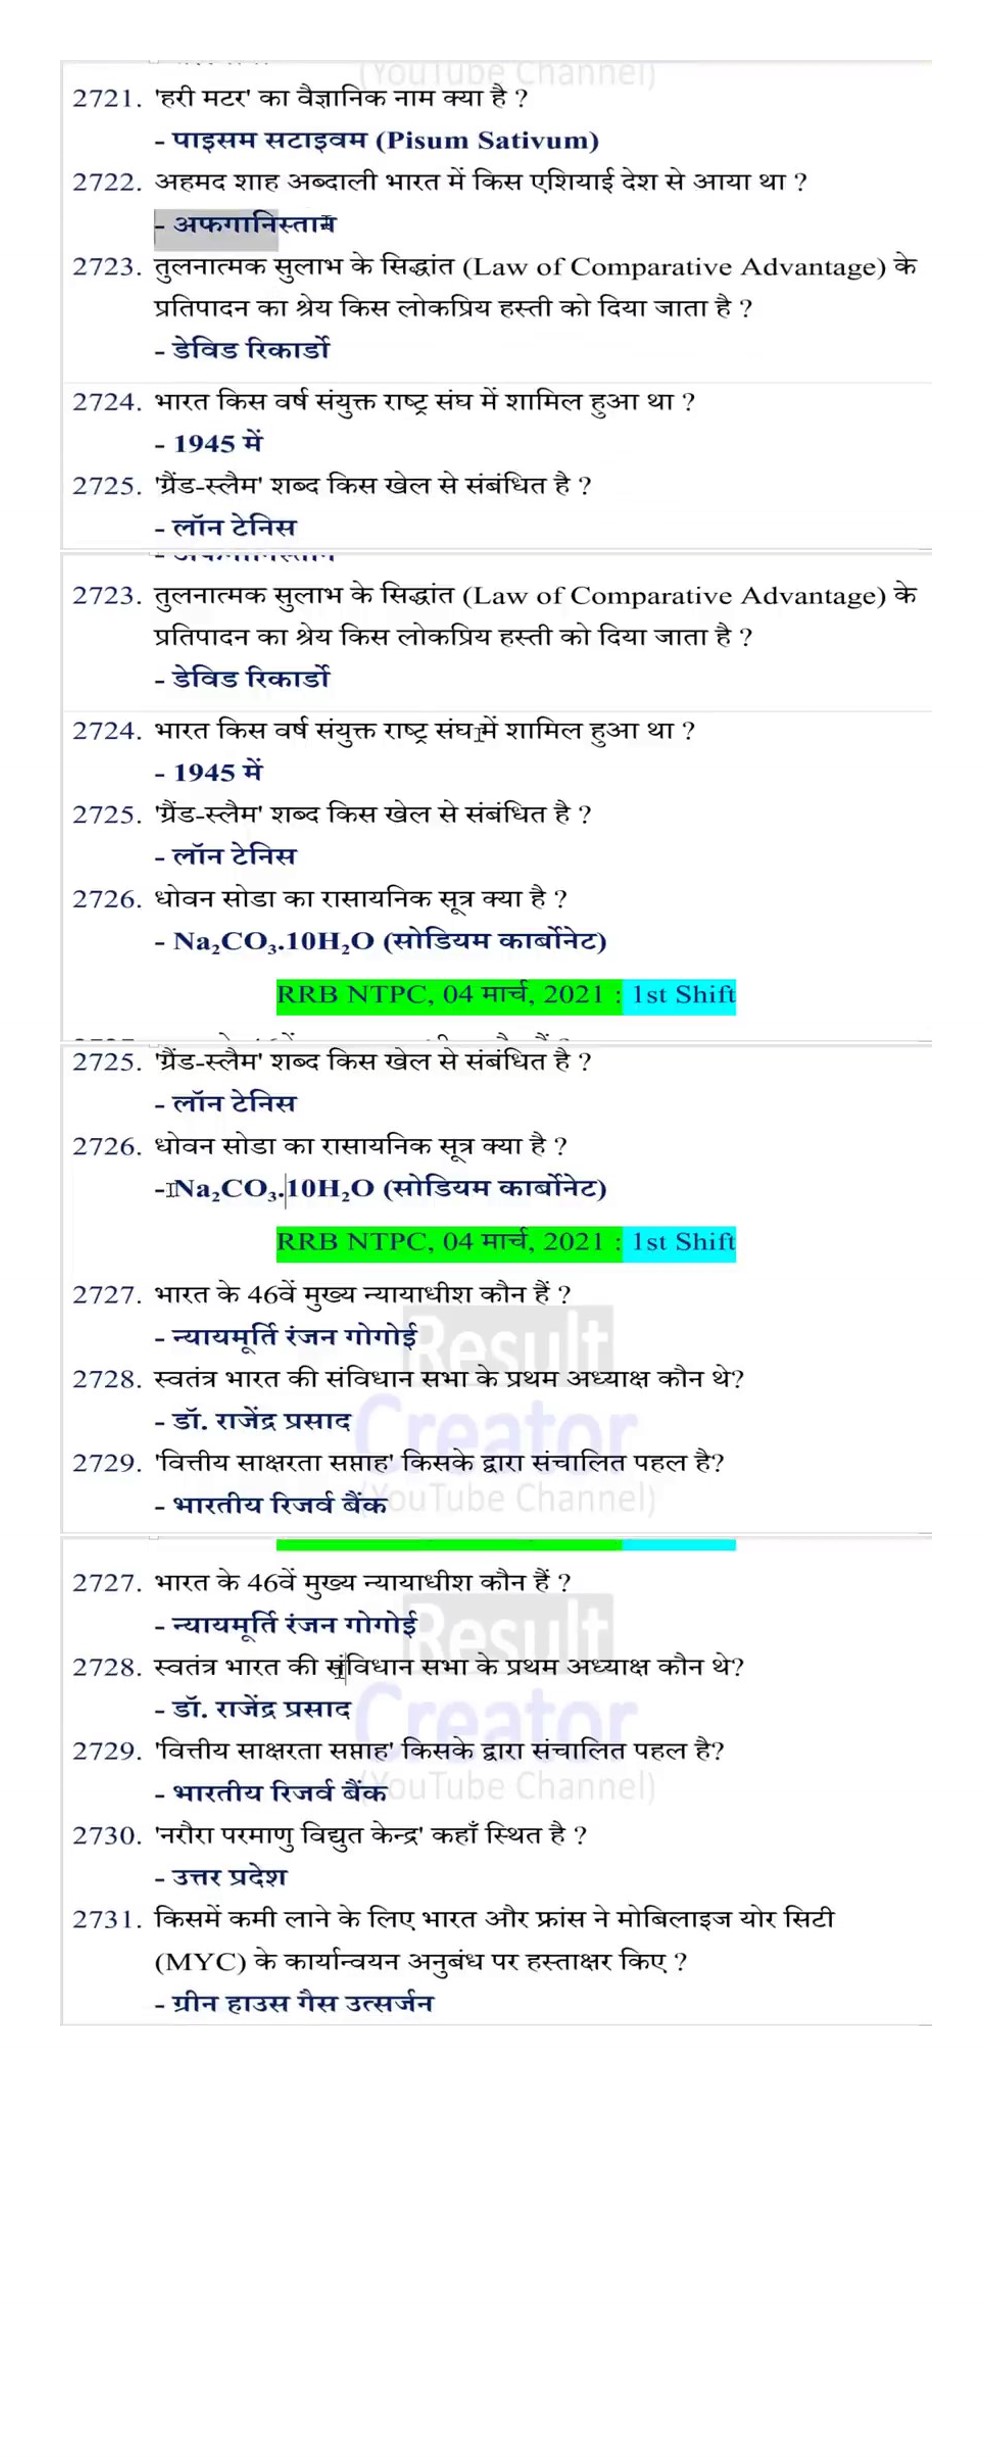 (YouTube Channel)
2721. 'हरी मटर' का वैज्ञानिक नाम क्या है ?
- पाइसम सटाइवम (Pisum Sativum)
2722. अहमद शाह अब्दाली भारत में किस एशियाई देश से आया था ?
- अफगानिस्तान
2723. तुलनात्मक सुलाभ के सिद्धांत (Law of Comparative Advantage) के
प्रतिपादन का श्रेय किस लोकप्रिय हस्ती को दिया जाता है ?
- डेविड रिकार्डो
2724. भारत किस वर्ष संयुक्त राष्ट्र संघ में शामिल हुआ था ?
- 1945 में
2725. 'ग्रैंड-स्लैम' शब्द किस खेल से संबंधित है ?
- लॉन टेनिस
2723. तुलनात्मक सुलाभ के सिद्धांत (Law of Comparative Advantage) के
प्रतिपादन का श्रेय किस लोकप्रिय हस्ती को दिया जाता है ?
- डेविड रिकार्डो
2724. भारत किस वर्ष संयुक्त राष्ट्र संघ में शामिल हुआ था ?
- 1945 में
2725. 'ग्रैंड-स्लैम' शब्द किस खेल से संबंधित है ?
- लॉन टेनिस
2726. धोवन सोडा का रासायनिक सूत्र क्या है ?
- Na₂CO₃.10H₂O (सोडियम कार्बोनेट)
RRB NTPC, 04 मार्च, 2021 : 1st Shift
2725. 'ग्रैंड-स्लैम' शब्द किस खेल से संबंधित है ?
- लॉन टेनिस
2726. धोवन सोडा का रासायनिक सूत्र क्या है ?
- Na₂CO₃.10H₂O (सोडियम कार्बोनेट)
RRB NTPC, 04 मार्च, 2021 : 1st Shift
2727. भारत के 46वें मुख्य न्यायाधीश कौन हैं ?
- न्यायमूर्ति रंजन गोगोई
Result
2728. स्वतंत्र भारत की संविधान सभा के प्रथम अध्यक्ष कौन थे?
- डॉ. राजेंद्र प्रसाद
Creator
2729. 'वित्तीय साक्षरता सप्ताह' किसके द्वारा संचालित पहल है?
- भारतीय रिजर्व बैंक
(YouTube Channel)
2727. भारत के 46वें मुख्य न्यायाधीश कौन हैं ?
- न्यायमूर्ति रंजन गोगोई
Result
2728. स्वतंत्र भारत की संविधान सभा के प्रथम अध्यक्ष कौन थे?
- डॉ. राजेंद्र प्रसाद
Creator
2729. 'वित्तीय साक्षरता सप्ताह' किसके द्वारा संचालित पहल है?
- भारतीय रिजर्व बैंक
(YouTube Channel)
2730. 'नरौरा परमाणु विद्युत केन्द्र' कहाँ स्थित है ?
- उत्तर प्रदेश
2731. किसमें कमी लाने के लिए भारत और फ्रांस ने मोबिलाइज योर सिटी
(MYC) के कार्यान्वयन अनुबंध पर हस्ताक्षर किए ?
- ग्रीन हाउस गैस उत्सर्जन